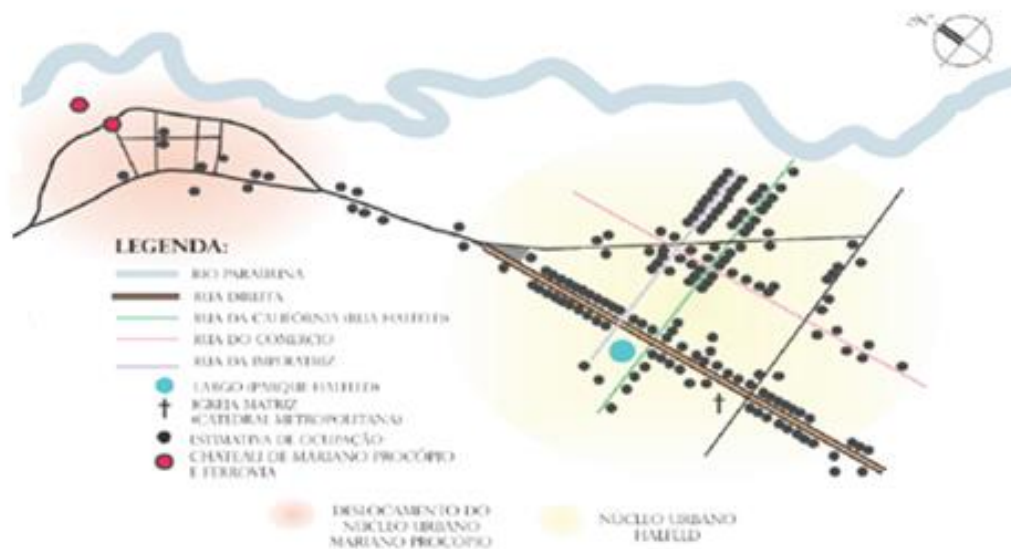 "N"
LEGENDA:
RIO PARAIBUNA
RUA DIREITA
RUA DA CALIFÓRNIA (RUA HALFELD)
RUA DO COMÉRCIO
RUA DA IMPERATRIZ
LARGO (PARQUE HALFELD)
IGREJA MATRIZ
(CATEDRAL METROPOLITANA)
ESTIMATIVA DE OCUPAÇÃO
CHATEAU DE MARIANO PROCÓPIO
E FERROVIA
DESLOCAMENTO DO
NÚCLEO URBANO
MARIANO PROCÓPIO
NÚCLEO URBANO
HALFELD